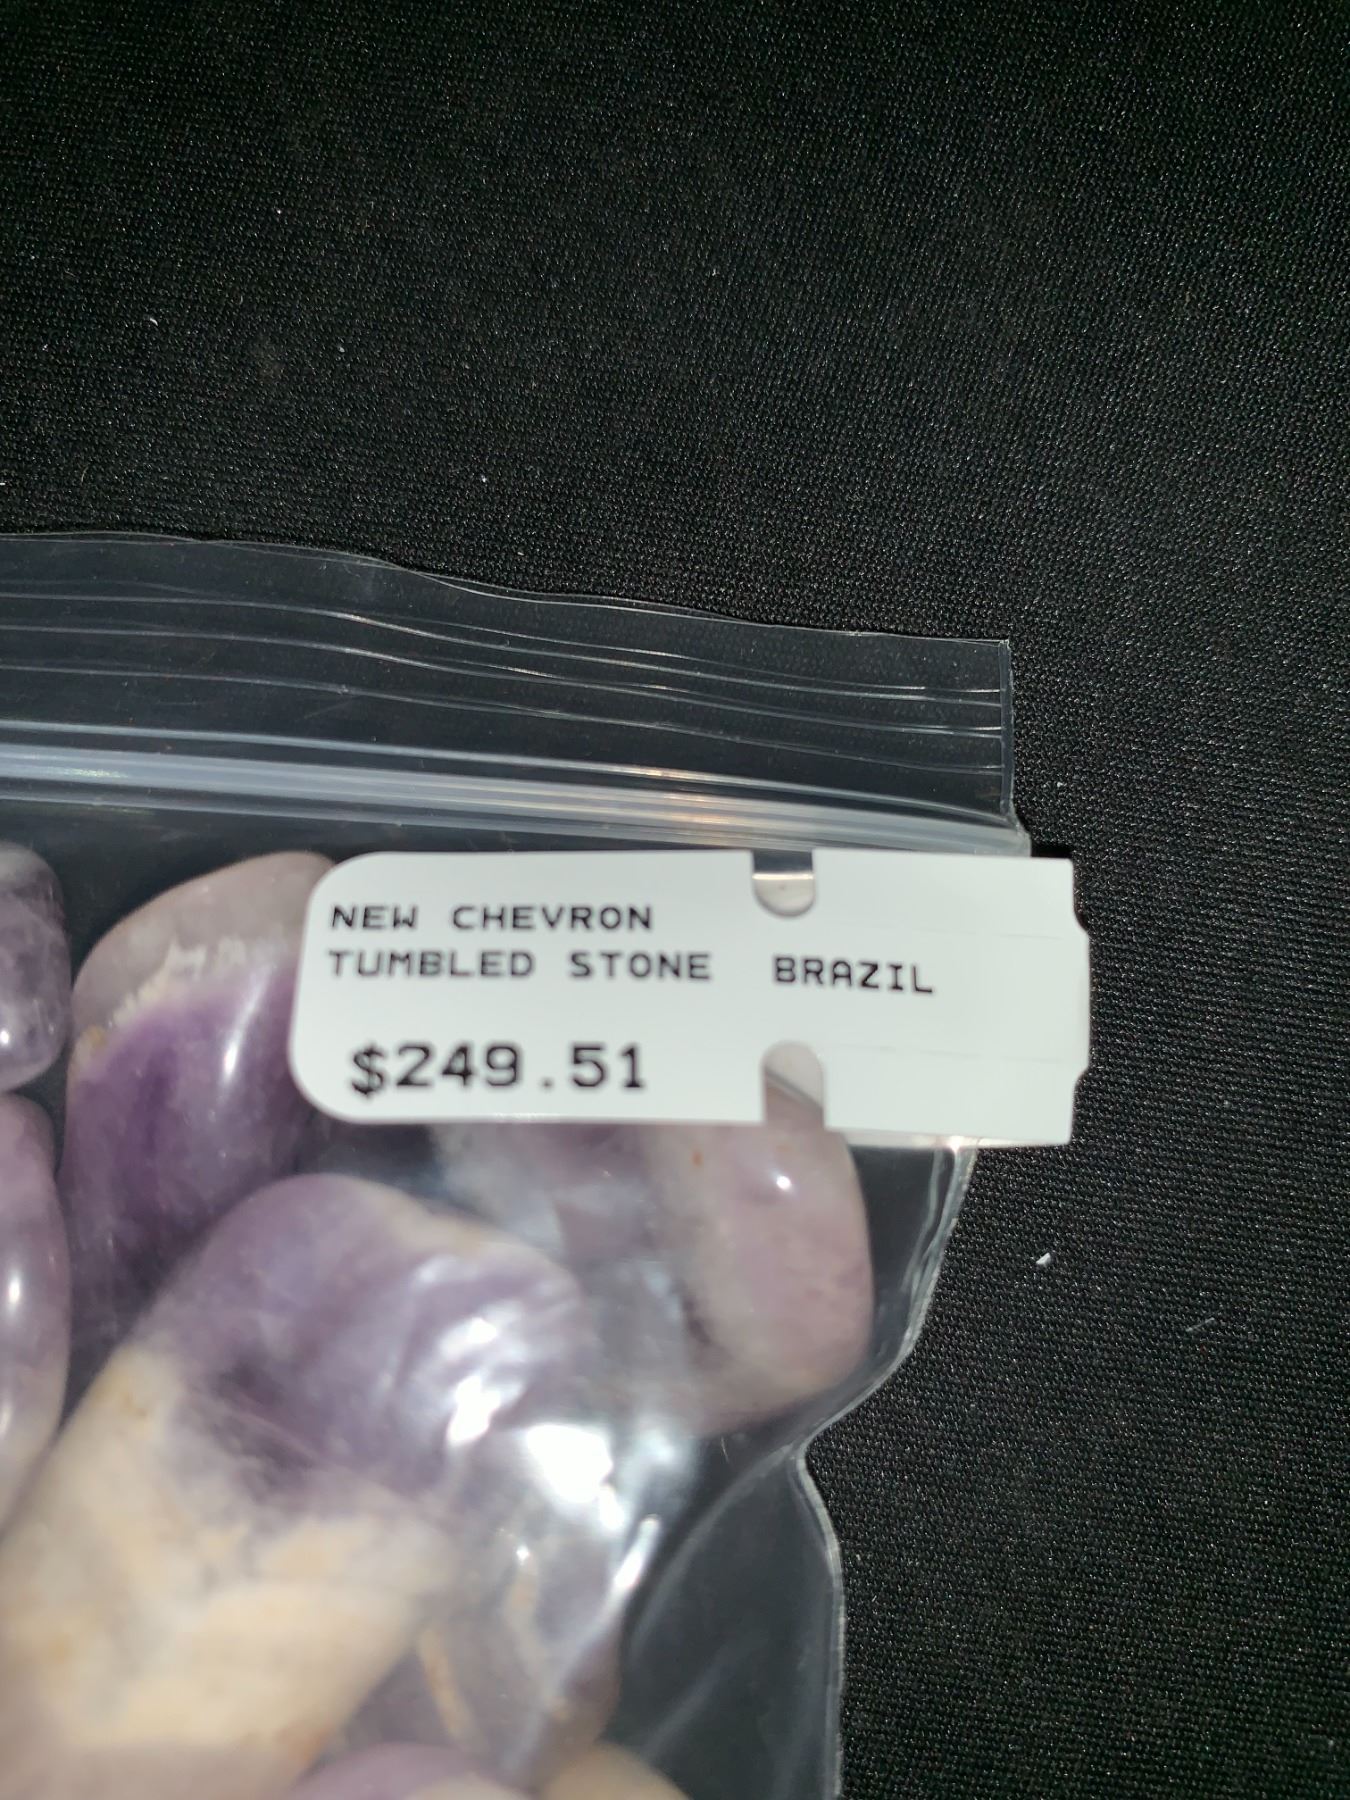 NEW CHEVRON
TUMBLED STONE BRAZIL
$249.51